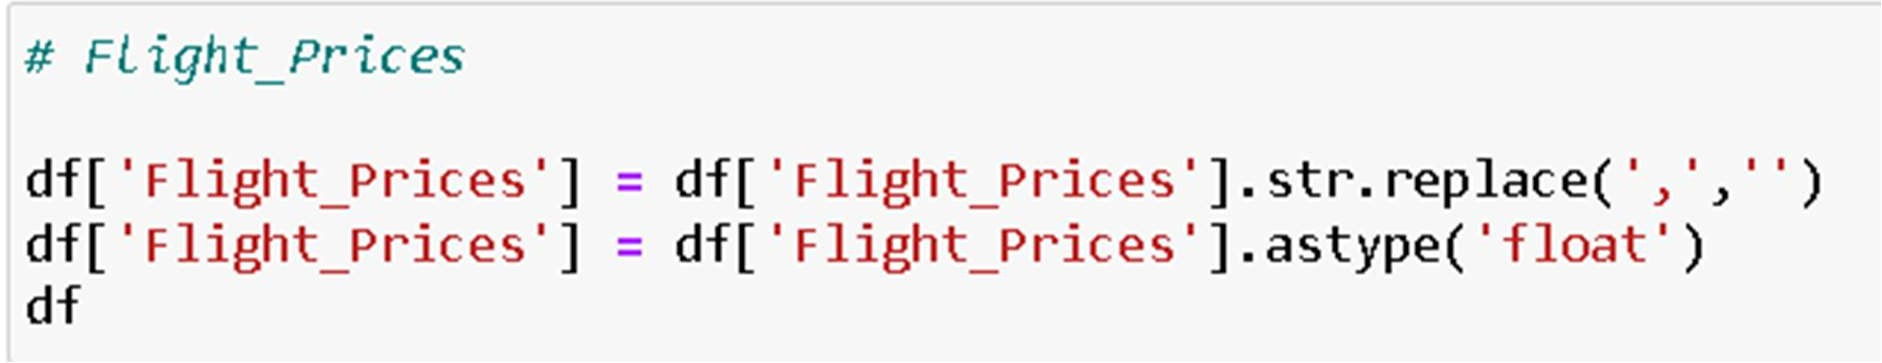 # Flight_Prices
df['Flight_Prices'] = df['Flight_Prices'].str.replace(',','')
df['Flight_Prices'] = df['Flight_Prices'].astype('float')
df